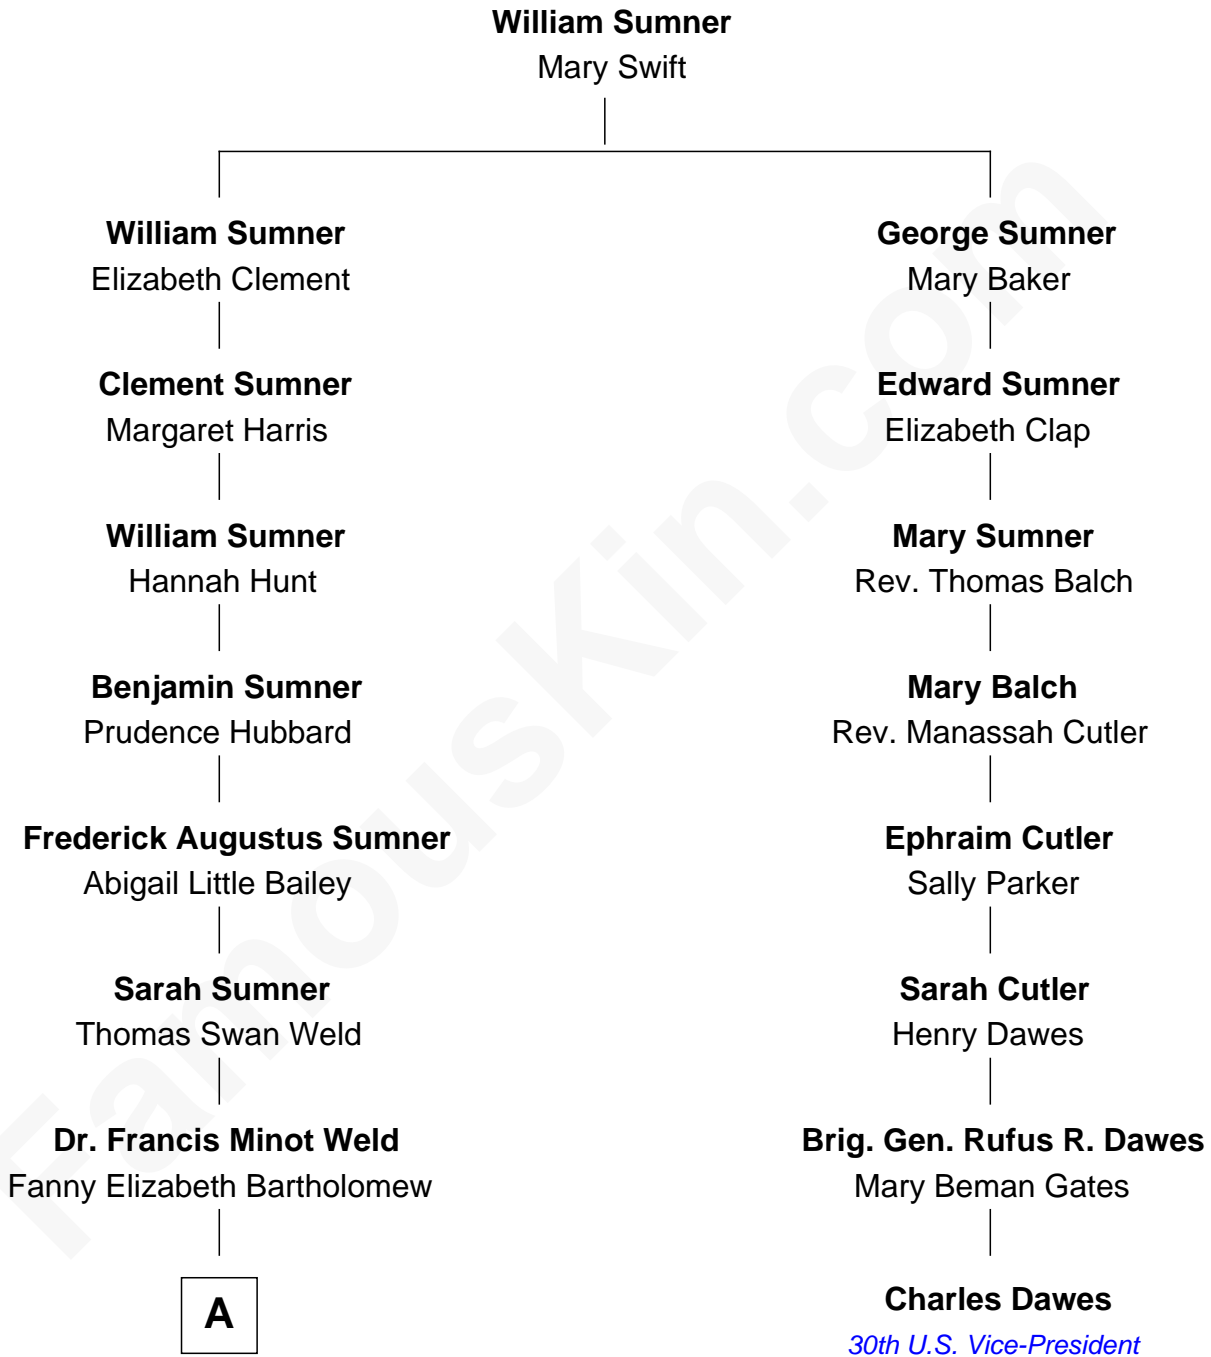 William Sumner
Mary Swift
William Sumner
Elizabeth Clement
George Sumner
Mary Baker
Clement Sumner
Margaret Harris
Edward Sumner
Elizabeth Clap
William Sumner
Hannah Hunt
Mary Sumner
Rev. Thomas Balch
Benjamin Sumner
Prudence Hubbard
Mary Balch
Rev. Manassah Cutler
Frederick Augustus Sumner
Abigail Little Bailey
Ephraim Cutler
Sally Parker
Sarah Sumner
Thomas Swan Weld
Sarah Cutler
Henry Dawes
Dr. Francis Minot Weld
Fanny Elizabeth Bartholomew
Brig. Gen. Rufus R. Dawes
Mary Beman Gates
A
Charles Dawes
30th U.S. Vice-President
FamousKin.com